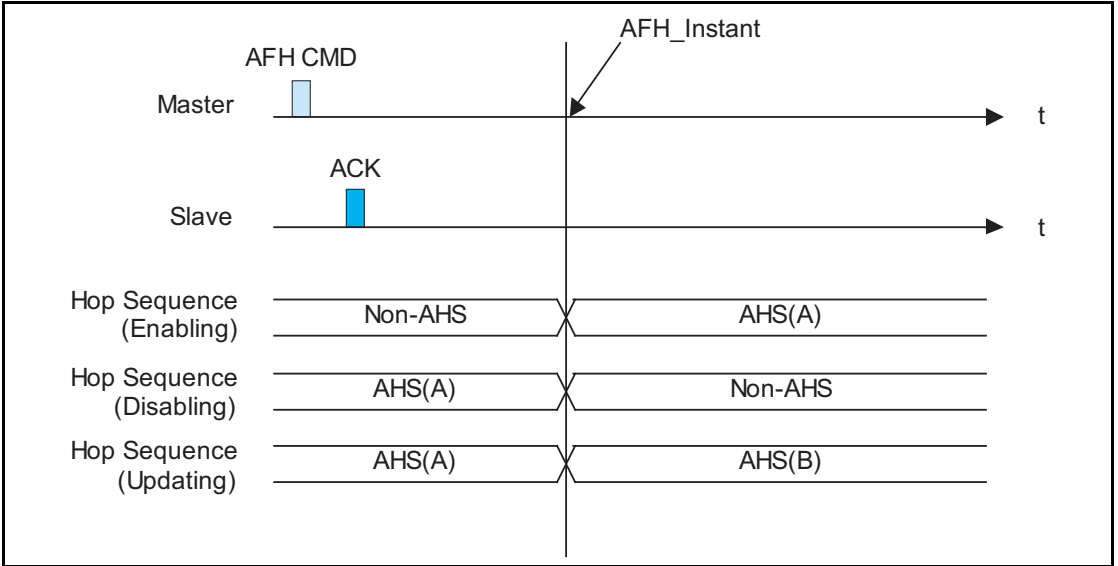 AFH_Instant
AFH CMD
Master
t
ACK
Slave
t
Hop Sequence
(Enabling)
Non-AHS
AHS(A)
Hop Sequence
(Disabling)
AHS(A)
Non-AHS
Hop Sequence
(Updating)
AHS(A)
AHS(B)